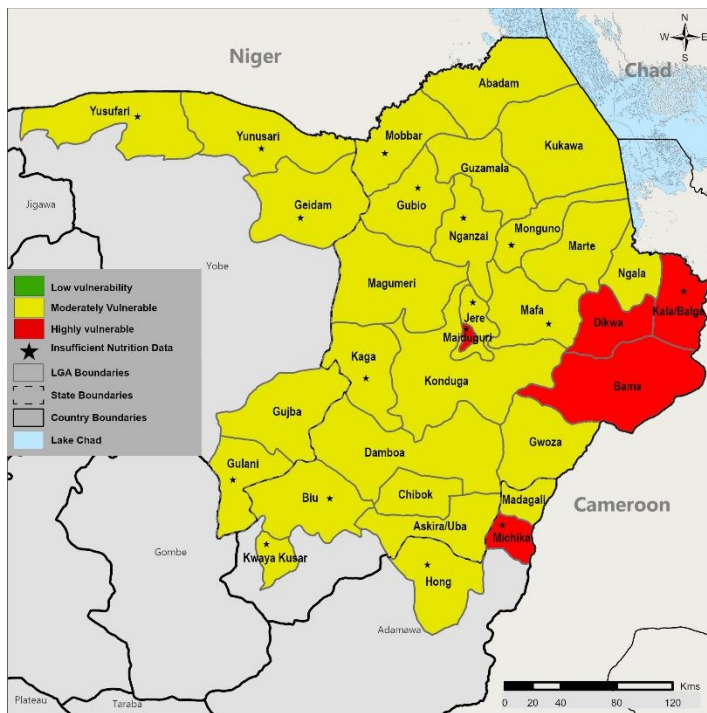 Niger
Chad
N
W E
S
Abadam
Yusufari
Yunusari
Mobbar
Kukawa
Guzamala
Jigawa
Geidam
Gubio
Nganzai
Monguno
Marte
Yobe
Ngala
Magumeri
Low vulnerability
Moderately Vulnerable
Highly vulnerable
Insufficient Nutrition Data
LGA Boundaries
State Boundaries
Country Boundaries
Lake Chad
Jere
Mafa
Dikwa
Kala/Balge
Maiduguri
Kaga
Konduga
Bama
Gujba
Damboa
Gwoza
Gulani
Biu
Chibok
Madagali
Cameroon
Askira/Uba
Michika
Gombe
Kwaya Kusar
Hong
Adamawa
Plateau
Taraba
Kms
0 20 40 80 120